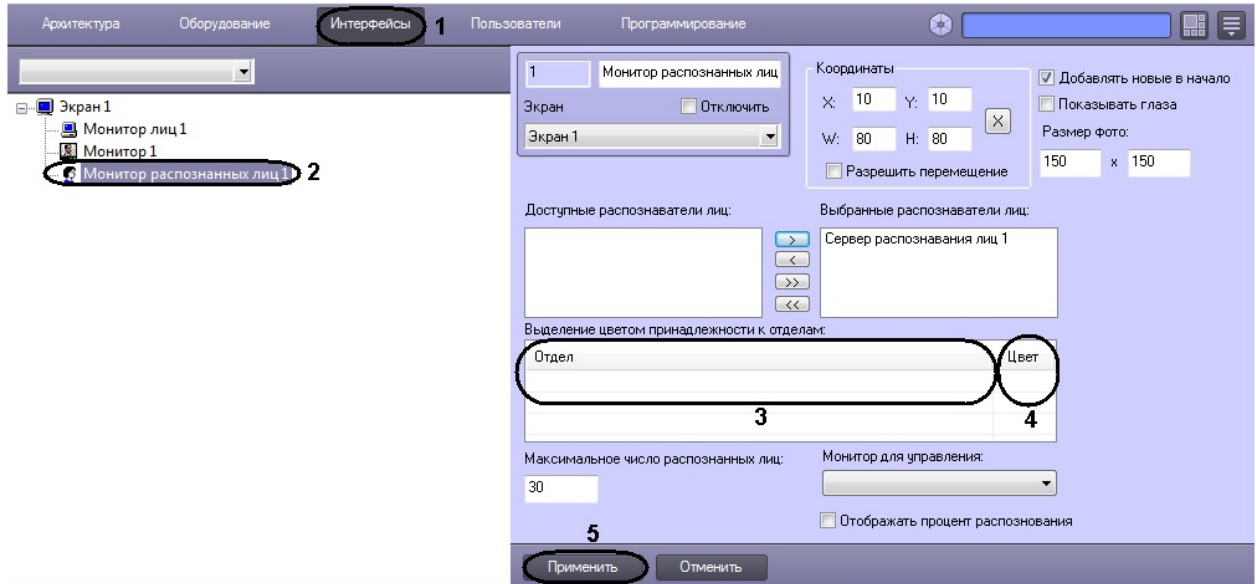 Архитектура Оборудование Интерфейсы 1 Пользователи Программирование
Экран 1
Монитор лиц 1
Монитор 1
Монитор распознанных лиц 1 2
1 Монитор распознанных лиц
Экран Отключить
Экран 1
Координаты
X: 10 Y: 10
W: 80 H: 80
X
Разрешить перемещение
Добавлять новые в начало
Показывать глаза
Размер фото:
150 x 150
Доступные распознаватели лиц:
Выбранные распознаватели лиц:
Сервер распознавания лиц 1
>
<
>>
<<
Выделение цветом принадлежности к отделам:
Отдел Цвет
3 4
Максимальное число распознанных лиц:
30
Монитор для управления:
Отображать процент распознования
5
Применить Отменить